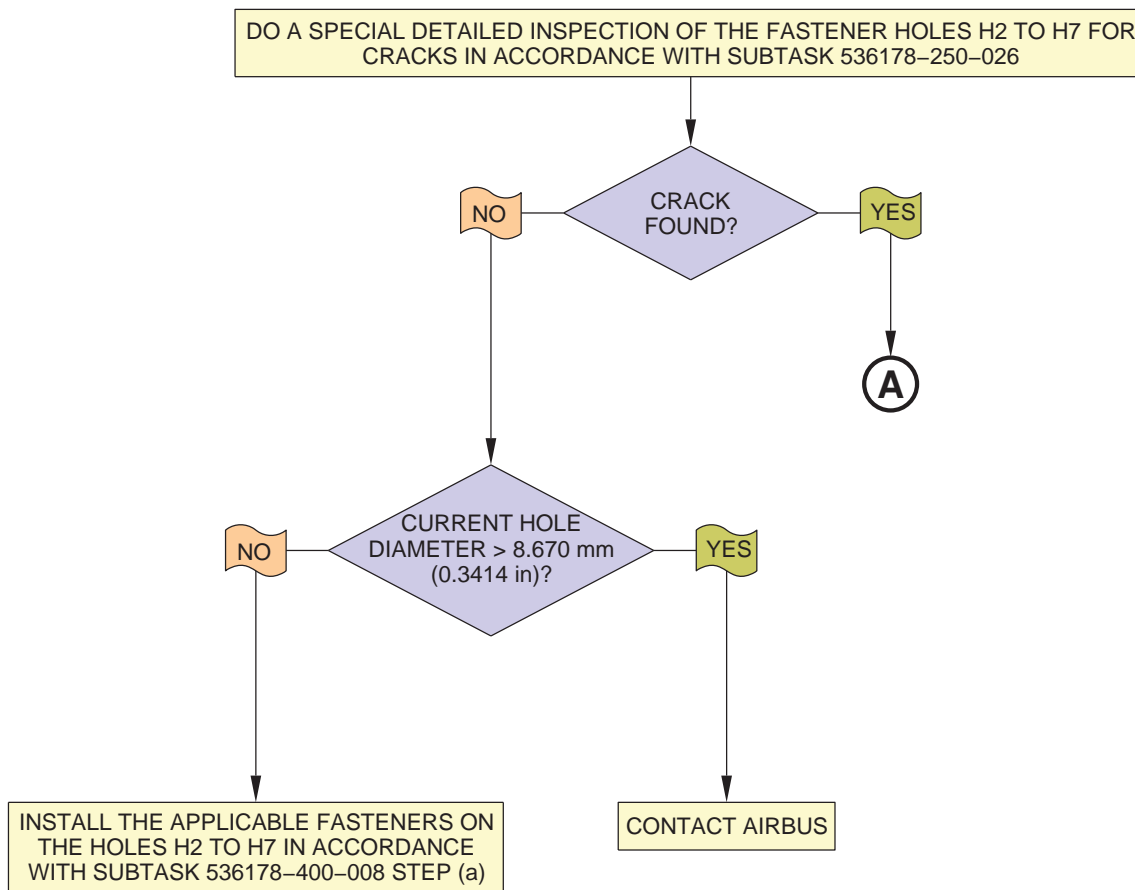 DO A SPECIAL DETAILED INSPECTION OF THE FASTENER HOLES H2 TO H7 FOR
CRACKS IN ACCORDANCE WITH SUBTASK 536178−250−026
CRACK
FOUND?
NO
YES
A
CURRENT HOLE
DIAMETER > 8.670 mm
(0.3414 in)?
NO
YES
INSTALL THE APPLICABLE FASTENERS ON
THE HOLES H2 TO H7 IN ACCORDANCE
WITH SUBTASK 536178−400−008 STEP (a)
CONTACT AIRBUS